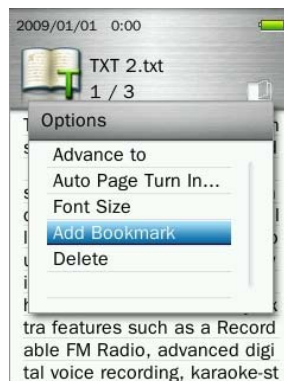 2009/01/01 0:00
TXT 2.txt
1 / 3
Options
Advance to
Auto Page Turn In...
Font Size
Add Bookmark
Delete
tra features such as a Record
able FM Radio, advanced digi
tal voice recording, karaoke-st